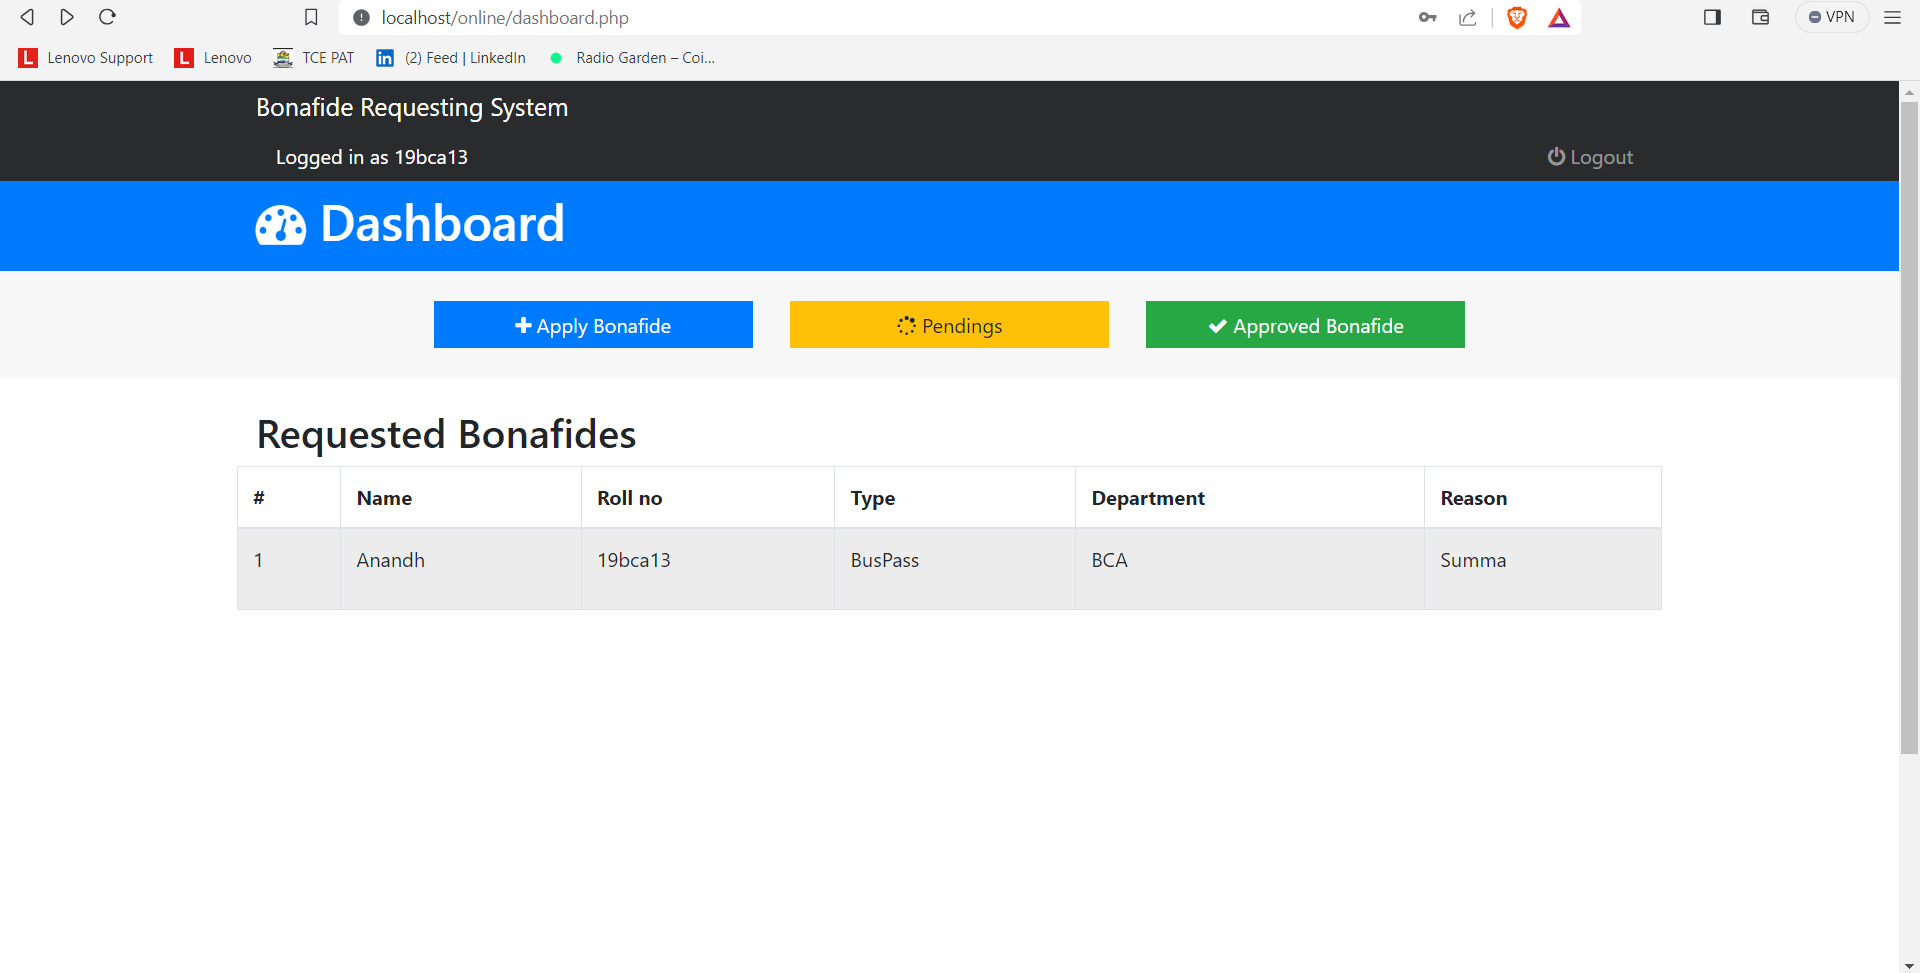 localhost/online/dashboard.php
VPN
L Lenovo Support L Lenovo TCE PAT in (2) Feed | LinkedIn Radio Garden – Coi...
Bonafide Requesting System
Logged in as 19bca13 Logout
Dashboard
Apply Bonafide Pendings Approved Bonafide
Requested Bonafides
# Name Roll no Type Department Reason
1 Anandh 19bca13 BusPass BCA Summa